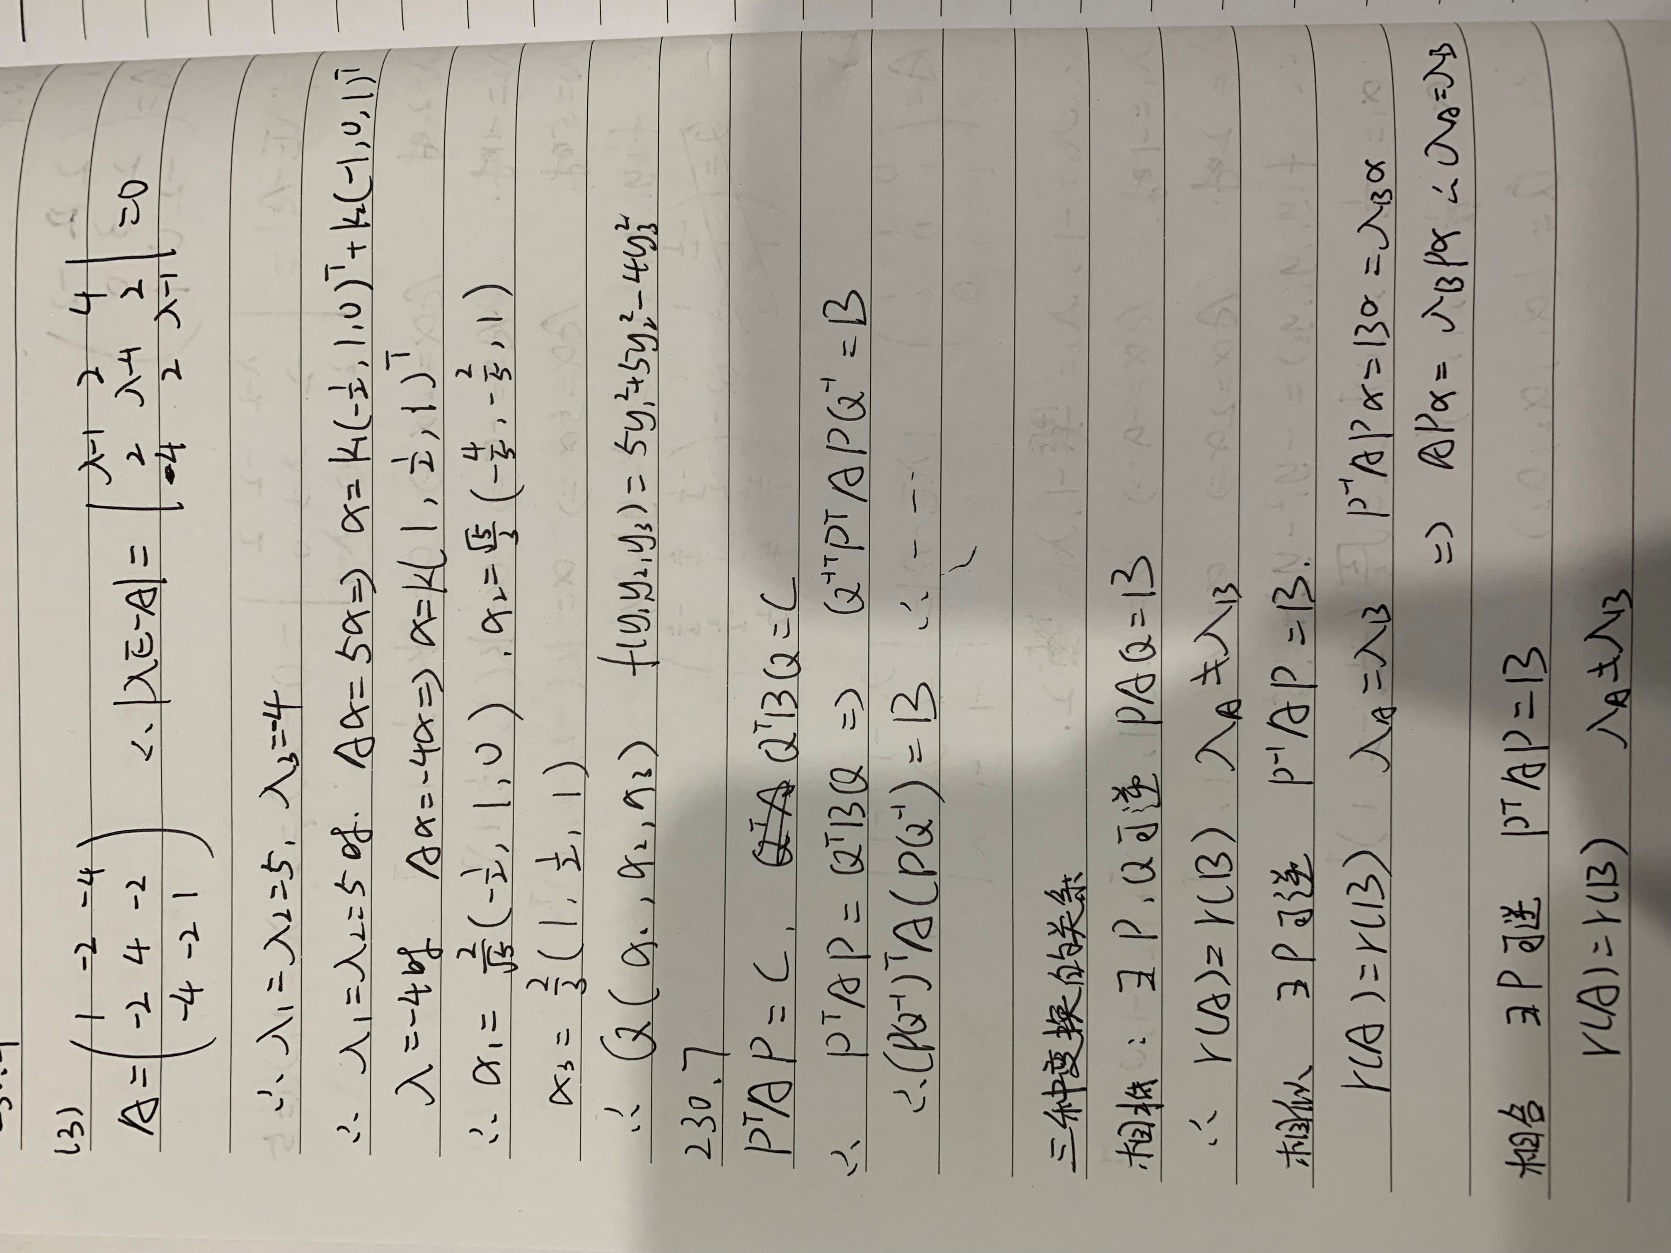 (3)
A = ( 1 -2 -4 ; -2 4 -2 ; -4 -2 1 ) ∴ |λE-A| = | λ-1 2 4 ; 2 λ-4 2 ; -4 2 λ-1 | =0
∴ λ₁=λ₂=5. λ₃=-4
∴ λ₁=λ₂=5时. Aα=5α⇒ α=k₁(-1/2,1,0)ᵀ+k₂(-1,0,1)ᵀ
λ=-4时 Aα=-4α⇒ α=k(1,1/2,1)ᵀ
∴ α₁= 2/√5 (-1/2,1,0). α₂= √5/3 (-4/5,-2/5,1)
α₃= 2/3 (1,1/2,1)
∴ Q(α₁,α₂,α₃) f(y₁,y₂,y₃)=5y₁²+5y₂²-4y₃²
230.7
PᵀAP=C. QᵀA QᵀBQ=C
∴ PᵀAP=QᵀBQ ⇒ Q⁻¹ᵀPᵀAPQ⁻¹=B
∴(PQ⁻¹)ᵀA(PQ⁻¹)=B ∴---
三种变换的关系
相抵: ∃P.Q可逆 PAQ=B
∴ r(A)=r(B) λA≠λB
相似 ∃P可逆 P⁻¹AP=B.
r(A)=r(B) λA=λB P⁻¹APα=Bα=λBα
⇒ APα=λBPα ∴λA=λB
相合 ∃P可逆 PᵀAP=B
r(A)=r(B) λA≠λB